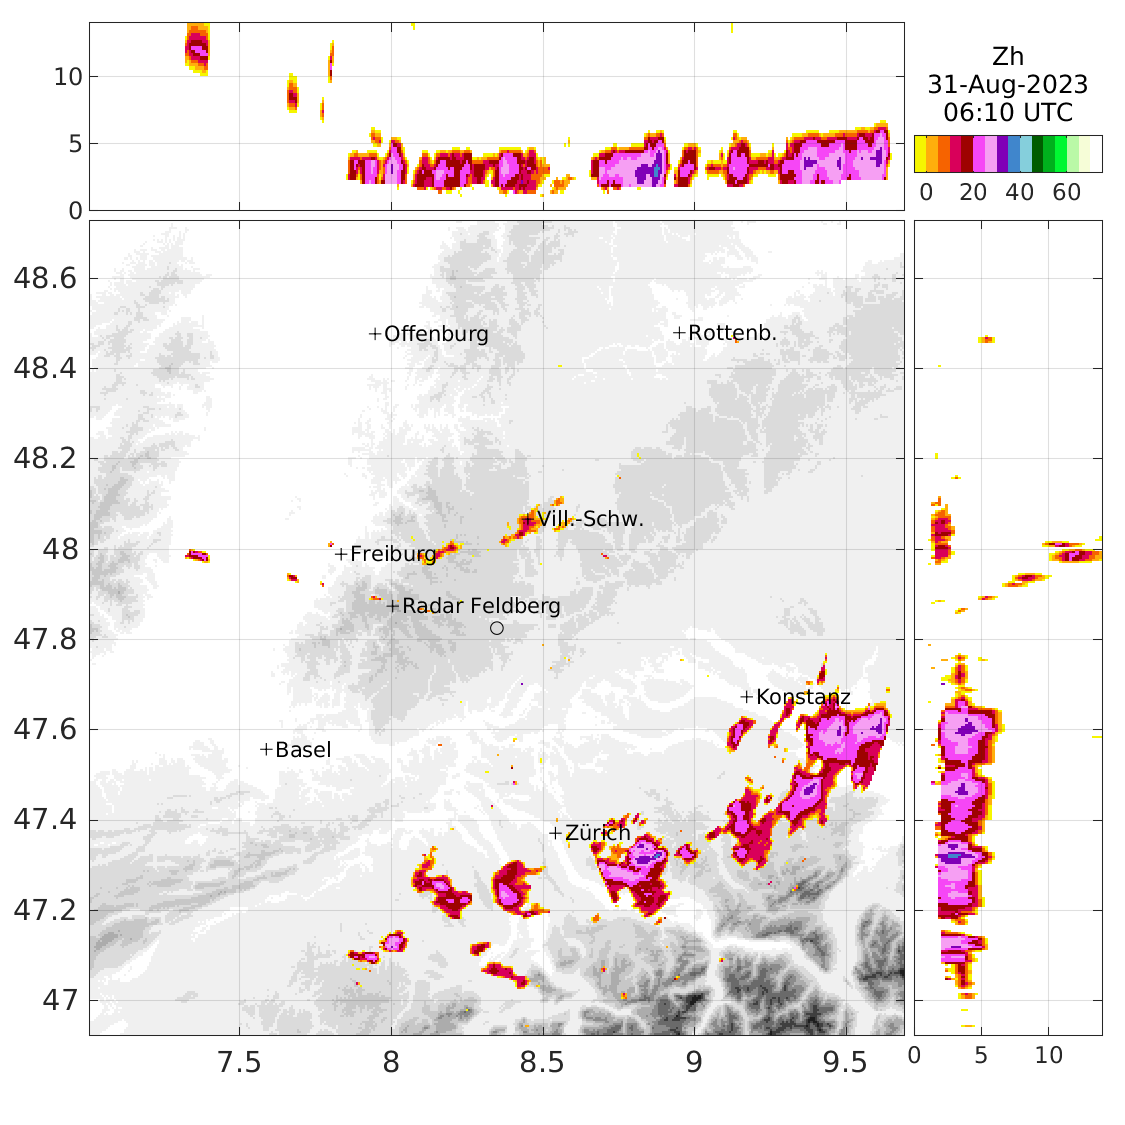 10
5
0
Zh
31-Aug-2023
06:10 UTC
0 20 40 60
48.6
48.4
48.2
48
47.8
47.6
47.4
47.2
47
Offenburg
Rottenb.
Vill.-Schw.
Freiburg
Radar Feldberg
Konstanz
Basel
Zürich
7.5 8 8.5 9 9.5
0 5 10